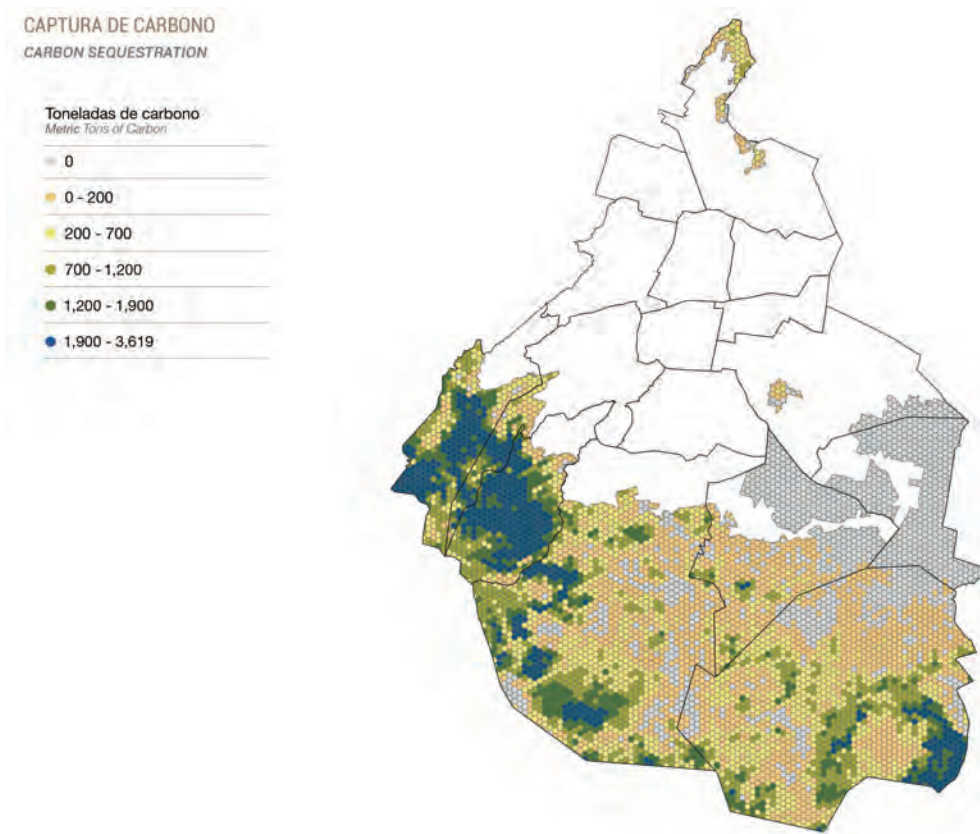 CAPTURA DE CARBONO
CARBON SEQUESTRATION
Toneladas de carbono
Metric Tons of Carbon
0
0 - 200
200 - 700
700 - 1,200
1,200 - 1,900
1,900 - 3,619